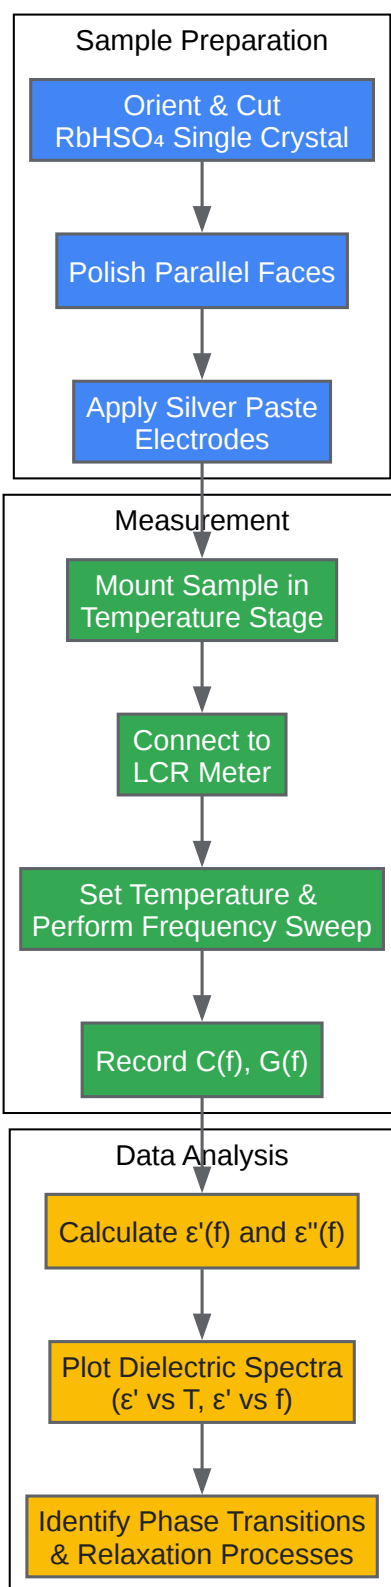 Sample Preparation
Orient & Cut
RbHSO₄ Single Crystal
Polish Parallel Faces
Apply Silver Paste
Electrodes
Measurement
Mount Sample in
Temperature Stage
Connect to
LCR Meter
Set Temperature &
Perform Frequency Sweep
Record C(f), G(f)
Data Analysis
Calculate ε'(f) and ε''(f)
Plot Dielectric Spectra
(ε' vs T, ε' vs f)
Identify Phase Transitions
& Relaxation Processes